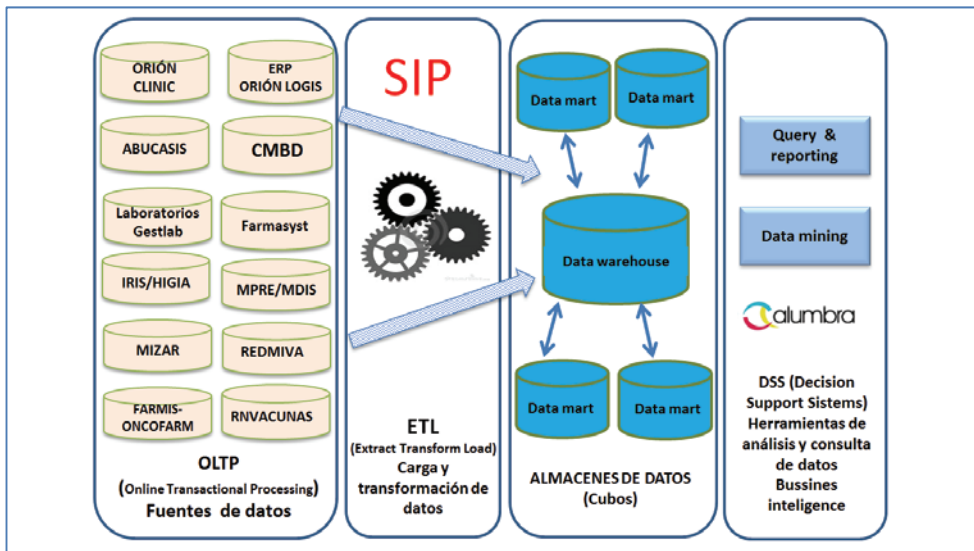 ORIÓN
CLINIC
ERP
ORIÓN LOGIS
ABUCASIS
CMBD
Laboratorios
Gestlab
Farmasyst
IRIS/HIGIA
MPRE/MDIS
MIZAR
REDMIVA
FARMIS-
ONCOFARM
RNVACUNAS
OLTP
(Online Transactional Processing)
Fuentes de datos
SIP
ETL
(Extract Transform Load)
Carga y
transformación de
datos
Data mart
Data mart
Data warehouse
Data mart
Data mart
ALMACENES DE DATOS
(Cubos)
Query &
reporting
Data mining
alumbra
DSS (Decision
Support Sistems)
Herramientas de
análisis y consulta
de datos
Bussines
inteligence